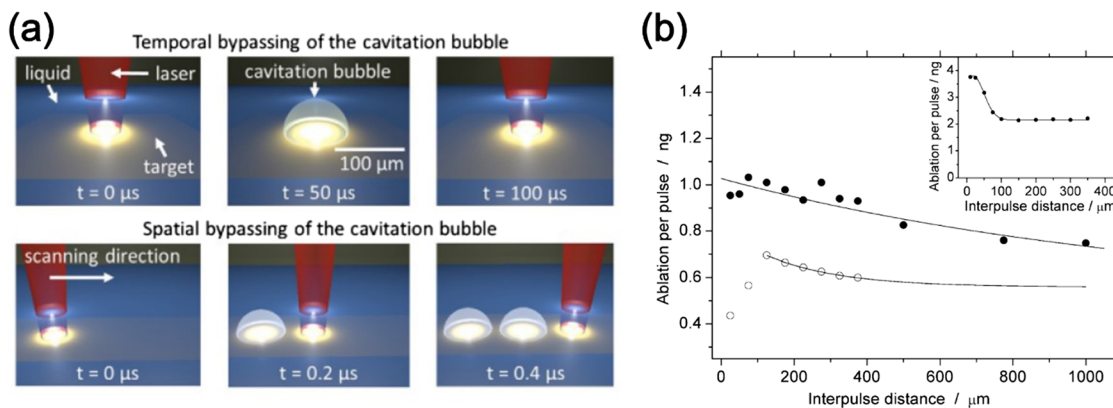 (a)
Temporal bypassing of the cavitation bubble
liquid
laser
target
t = 0 µs
cavitation bubble
100 µm
t = 50 µs
t = 100 µs
Spatial bypassing of the cavitation bubble
scanning direction
t = 0 µs
t = 0.2 µs
t = 0.4 µs
(b)
Ablation per pulse / ng
1.4
1.2
1.0
0.8
0.6
0.4
0 200 400 600 800 1000
Interpulse distance / µm
Ablation per pulse / ng
4
3
2
1
0
0 100 200 300 400
Interpulse distance / µm